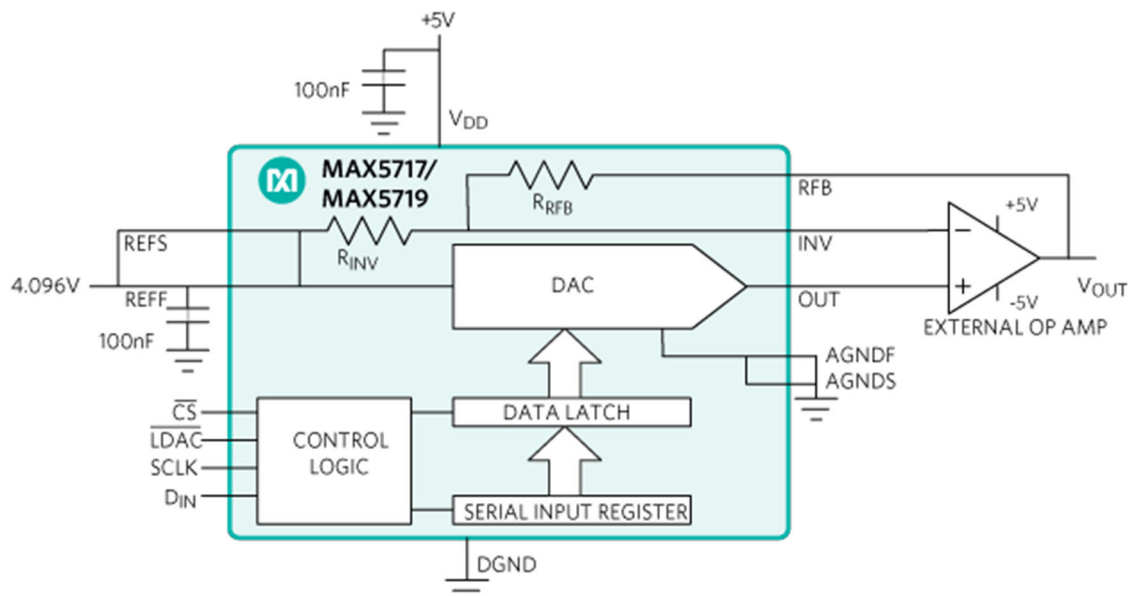 +5V
100nF
VDD
MAX5717/
MAX5719
RRFB
RFB
+5V
REFS
RINV
INV
−
4.096V
REFF
DAC
OUT
+
-5V
VOUT
100nF
EXTERNAL OP AMP
AGNDF
AGNDS
CS
LDAC
SCLK
DIN
CONTROL
LOGIC
DATA LATCH
SERIAL INPUT REGISTER
DGND